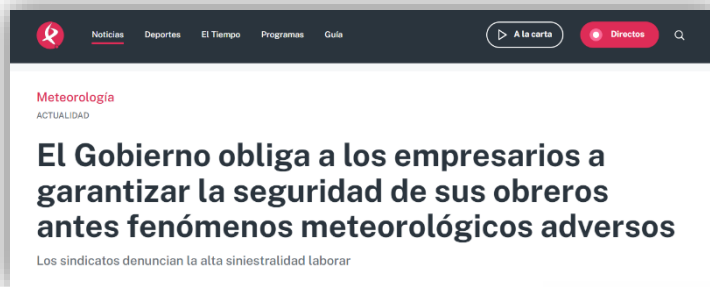 Noticias Deportes El Tiempo Programas Guía A la carta Directos
Meteorología
ACTUALIDAD
El Gobierno obliga a los empresarios a
garantizar la seguridad de sus obreros
antes fenómenos meteorológicos adversos
Los sindicatos denuncian la alta siniestralidad laborar